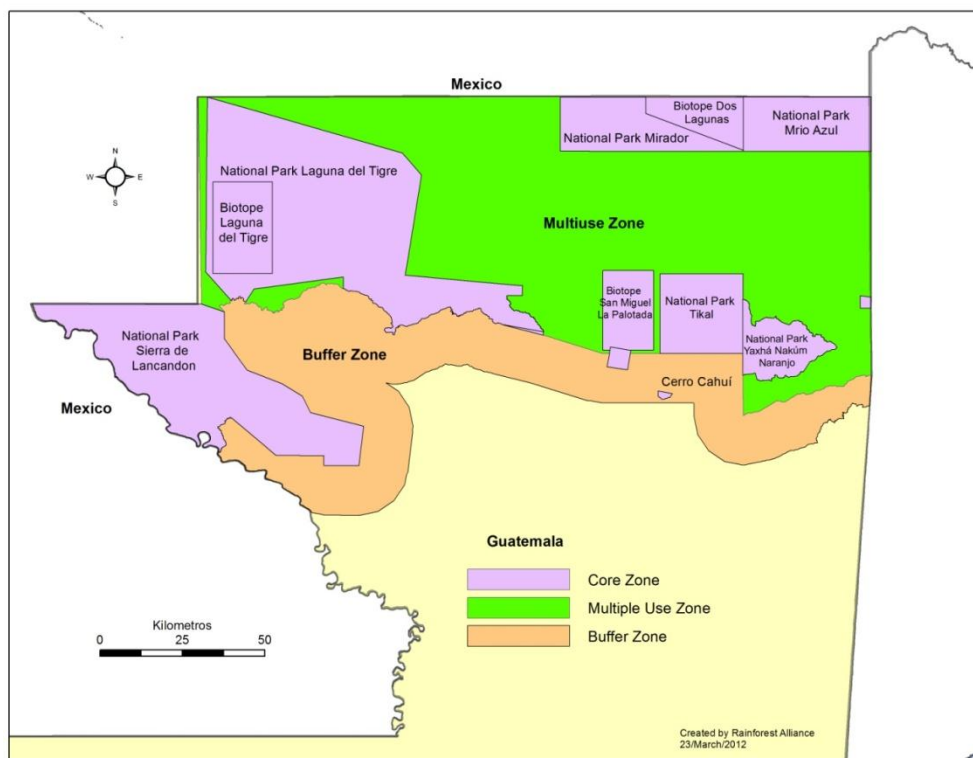 Mexico
N
W
E
S
National Park Laguna del Tigre
Biotope
Laguna
del Tigre
Biotope Dos
Lagunas
National Park Mirador
National Park
Mrio Azul
Multiuse Zone
Biotope
San Miguel
La Palotada
National Park
Tikal
National Park
Yaxhá Nakúm
Naranjo
National Park
Sierra de
Lancandon
Buffer Zone
Cerro Cahuí
Mexico
Guatemala
Core Zone
Multiple Use Zone
Buffer Zone
Kilometros
0 25 50
Created by Rainforest Alliance
23/March/2012